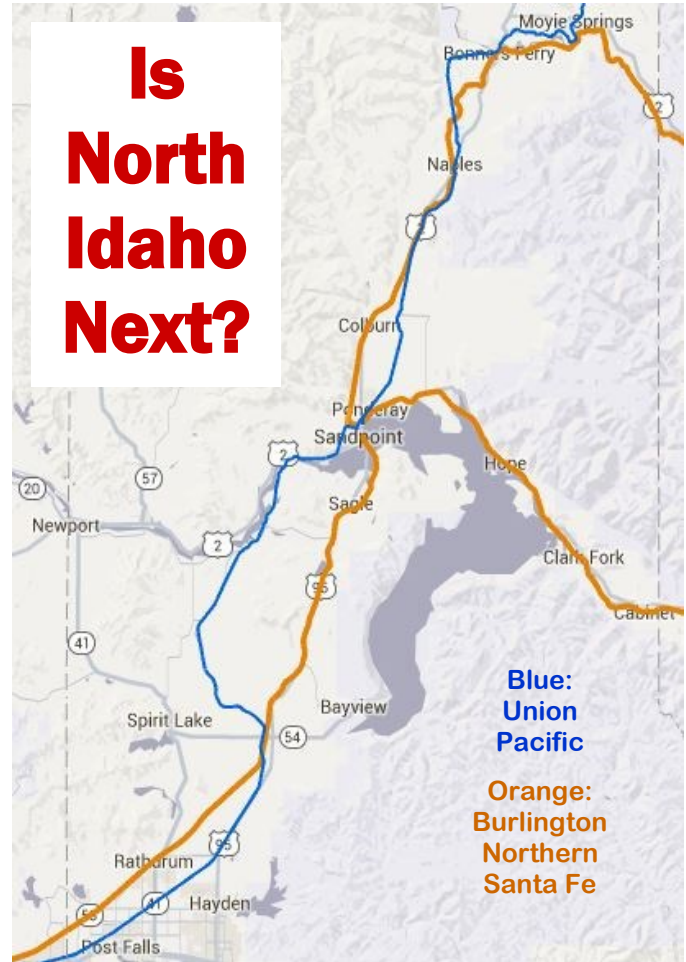 Is
North
Idaho
Next?
Moyie Springs
Bonners Ferry
2
Naples
2
Colburn
Ponderay
Sandpoint
2
57
20
Hope
Sagle
Newport
2
Clark Fork
95
Cabinet
41
Blue:
Union
Pacific
Bayview
Spirit Lake
54
Orange:
Burlington
Northern
Santa Fe
95
Rathdrum
41
Hayden
53
Post Falls